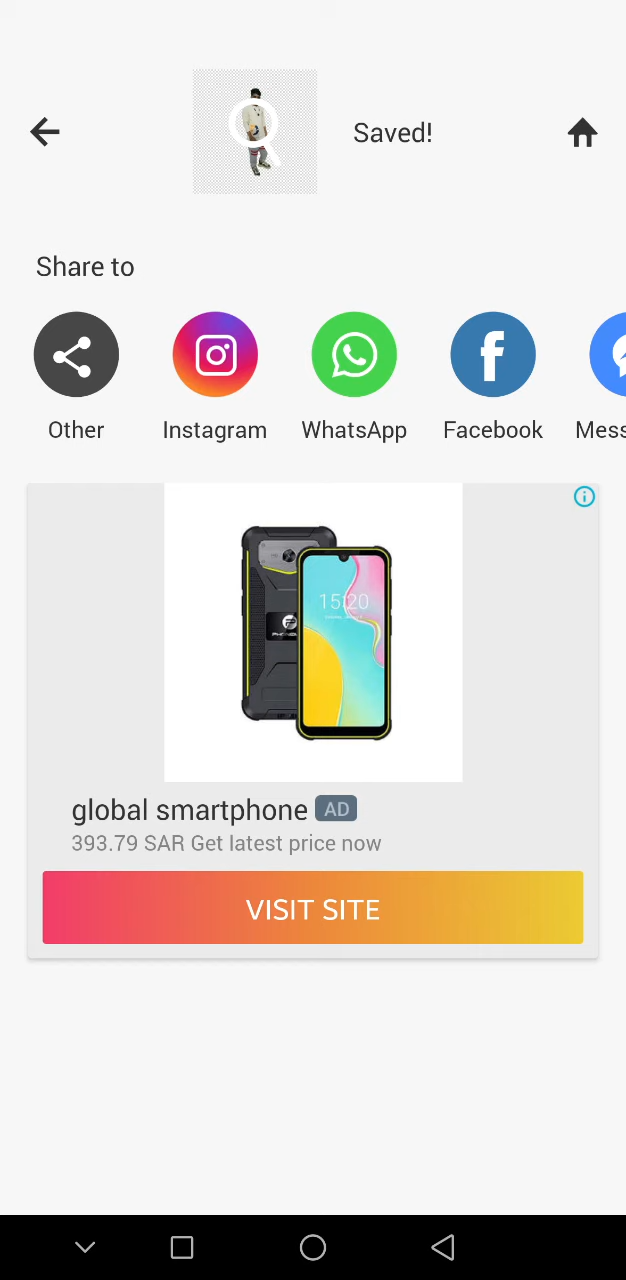 Saved!
Share to
Other
Instagram
WhatsApp
Facebook
Mess
15:20
global smartphone AD
393.79 SAR Get latest price now
VISIT SITE